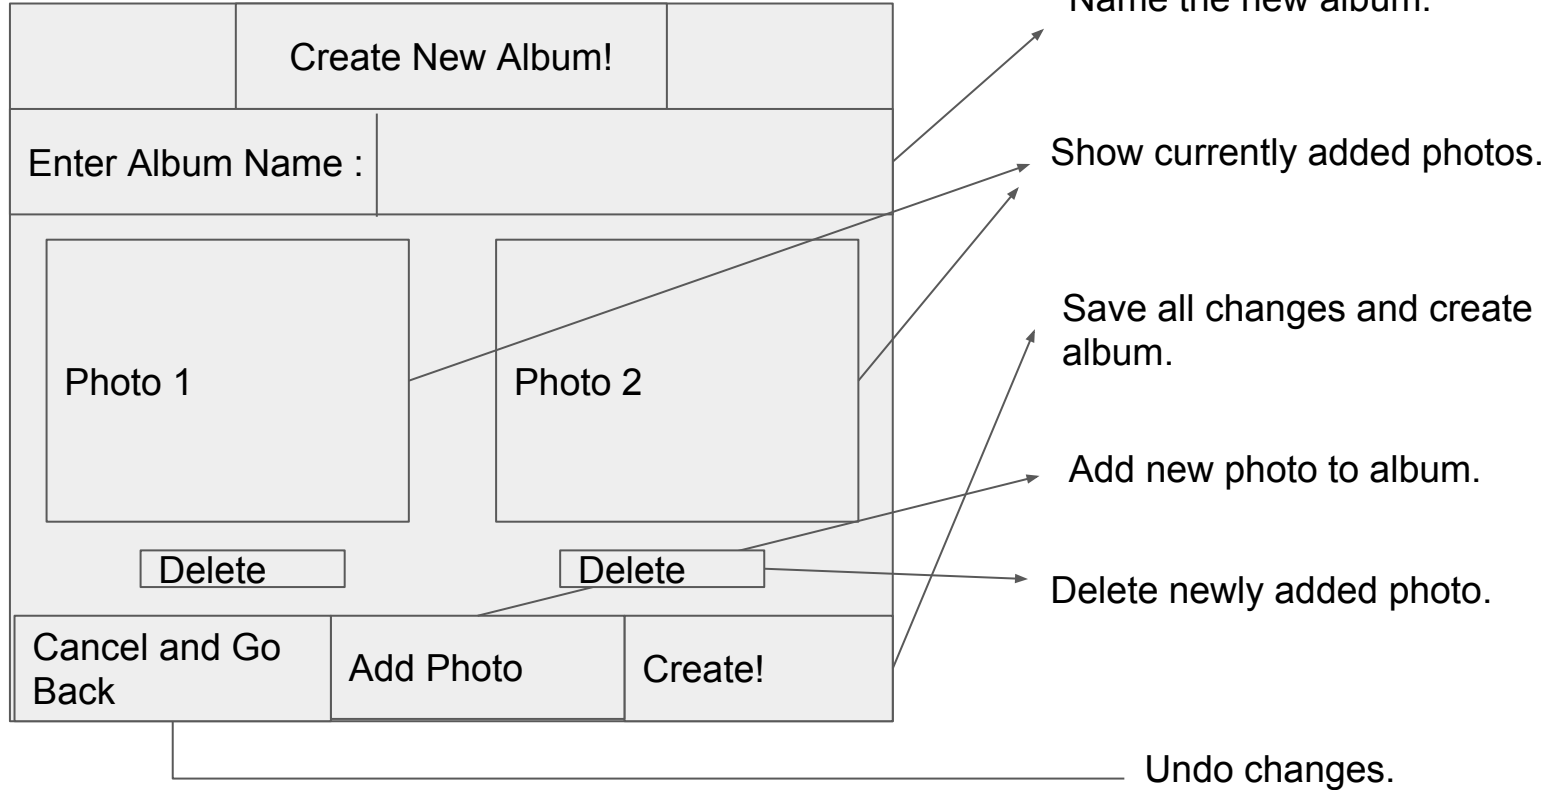 Name the new album.
Create New Album!
Enter Album Name :
Show currently added photos.
Photo 1
Photo 2
Save all changes and create
album.
Add new photo to album.
Delete
Delete
Delete newly added photo.
Cancel and Go
Back
Add Photo
Create!
Undo changes.